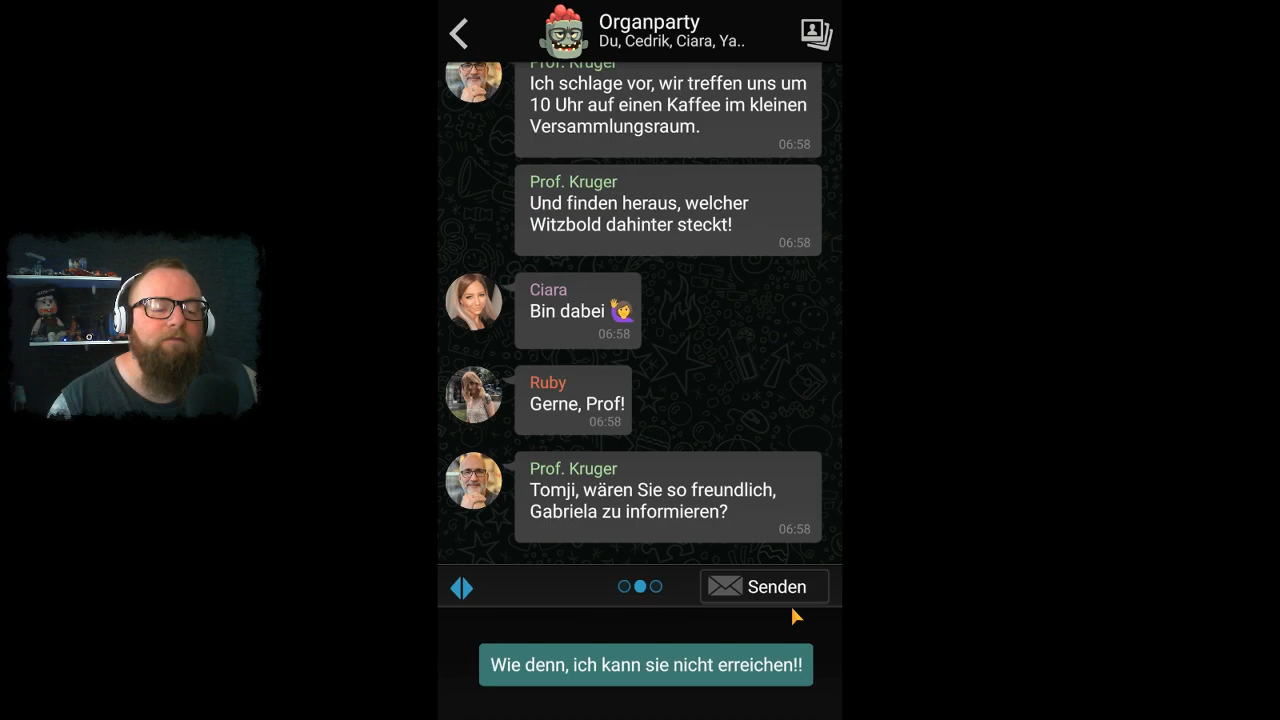 Organparty
Du, Cedrik, Ciara, Ya..
Prof. Kruger
Ich schlage vor, wir treffen uns um
10 Uhr auf einen Kaffee im kleinen
Versammlungsraum.
06:58
Prof. Kruger
Und finden heraus, welcher
Witzbold dahinter steckt!
06:58
Ciara
Bin dabei 🙋‍♀️
06:58
Ruby
Gerne, Prof!
06:58
Prof. Kruger
Tomji, wären Sie so freundlich,
Gabriela zu informieren?
06:58
Senden
Wie denn, ich kann sie nicht erreichen!!